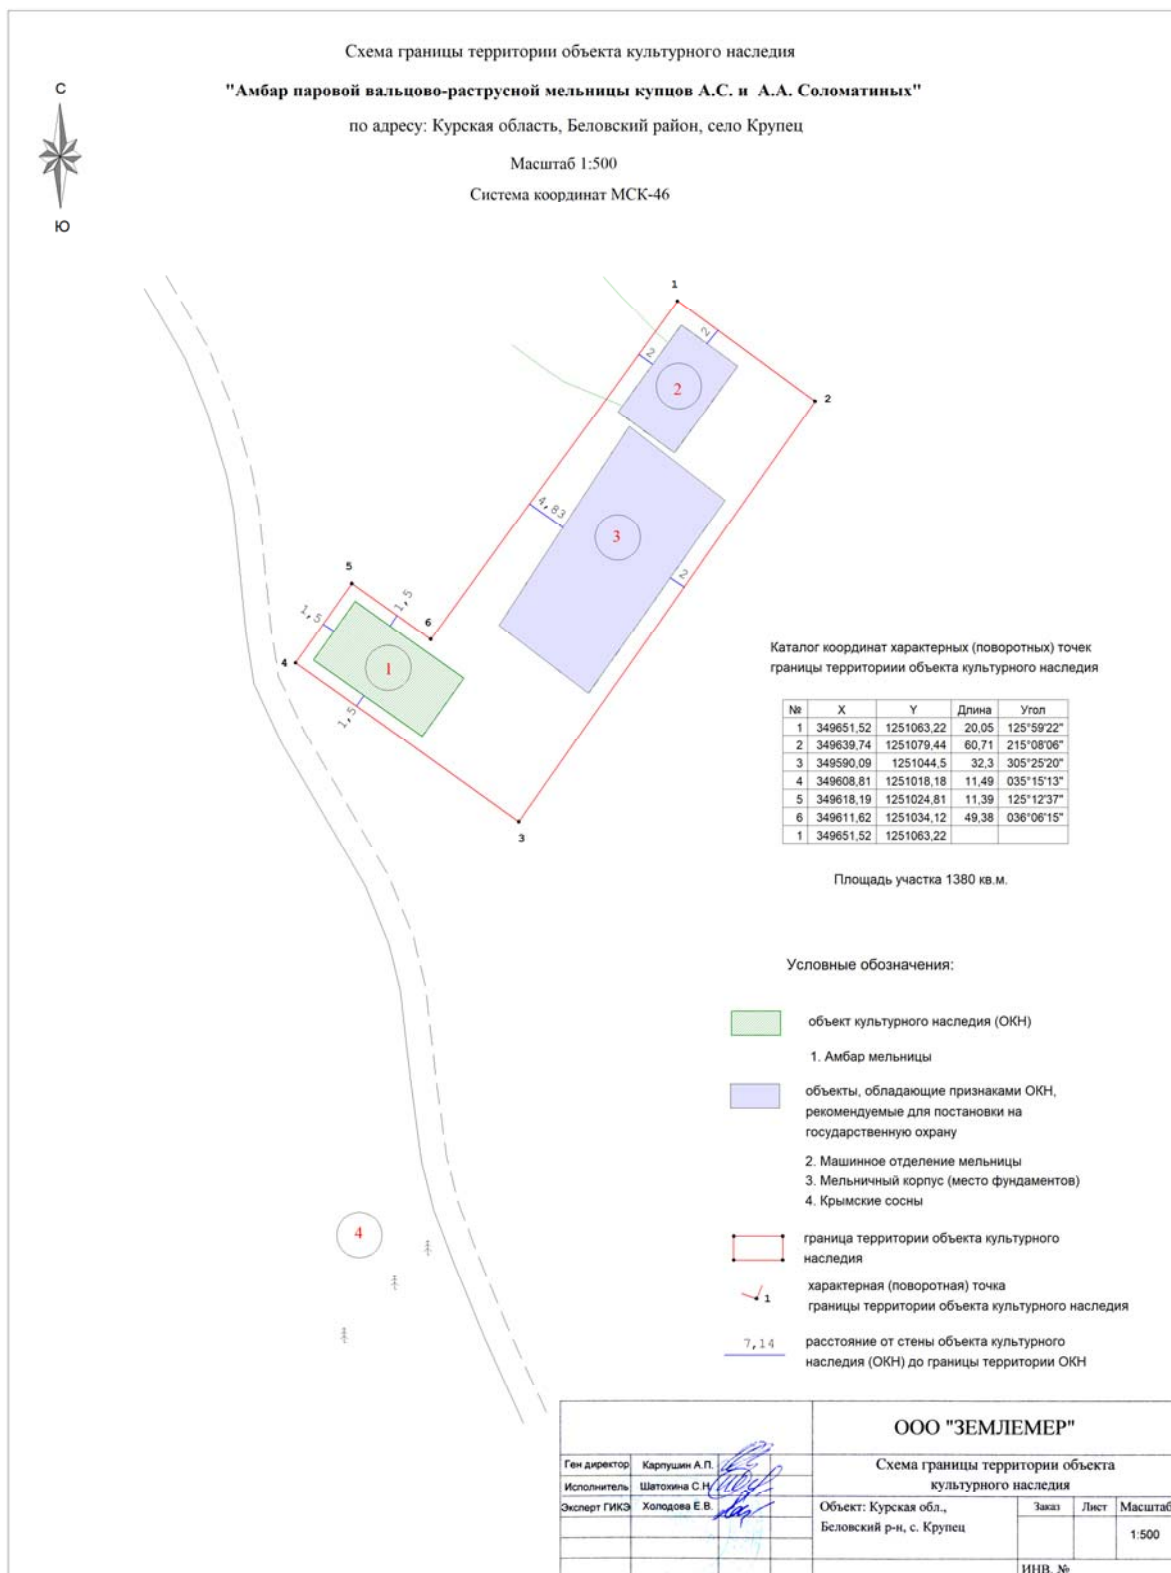 Схема границы территории объекта культурного наследия
"Амбар паровой вальцово-раструсной мельницы купцов А.С. и А.А. Соломатиных"
по адресу: Курская область, Беловский район, село Крупец
Масштаб 1:500
Система координат МСК-46
С
Ю
1
2
2
2
2
4,83
3
2
5
1,5
1,5
6
4
1
1,5
3
Каталог координат характерных (поворотных) точек
границы территориии объекта культурного наследия
№ X Y Длина Угол
1 349651,52 1251063,22 20,05 125°59'22"
2 349639,74 1251079,44 60,71 215°08'06"
3 349590,09 1251044,5 32,3 305°25'20"
4 349608,81 1251018,18 11,49 035°15'13"
5 349618,19 1251024,81 11,39 125°12'37"
6 349611,62 1251034,12 49,38 036°06'15"
1 349651,52 1251063,22
Площадь участка 1380 кв.м.
Условные обозначения:
объект культурного наследия (ОКН)
1. Амбар мельницы
объекты, обладающие признаками ОКН,
рекомендуемые для постановки на
государственную охрану
2. Машинное отделение мельницы
3. Мельничный корпус (место фундаментов)
4. Крымские сосны
4
граница территории объекта культурного
наследия
1
характерная (поворотная) точка
границы территории объекта культурного наследия
7,14
расстояние от стены объекта культурного
наследия (ОКН) до границы территории ОКН
ООО "ЗЕМЛЕМЕР"
Ген директор Карпушин А.П.
Исполнитель Шатохина С.Н
Эксперт ГИКЭ Холодова Е.В.
Схема границы территории объекта
культурного наследия
Объект: Курская обл.,
Беловский р-н, с. Крупец
Заказ Лист Масштаб
1:500
ИНВ. №